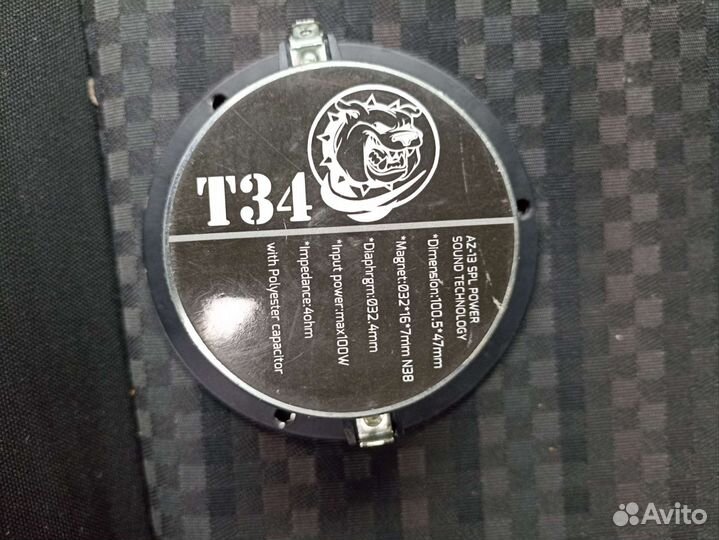 T34
AZ-13 SPL POWER
SOUND TECHNOLOGY
*Dimension:100.5*47mm
*Magnet:Ø32*16*7mm N38
*Diaphrgm:Ø32.4mm
*Input power:max100W
*Impedance:4ohm
with Polyester capacitor
Avito